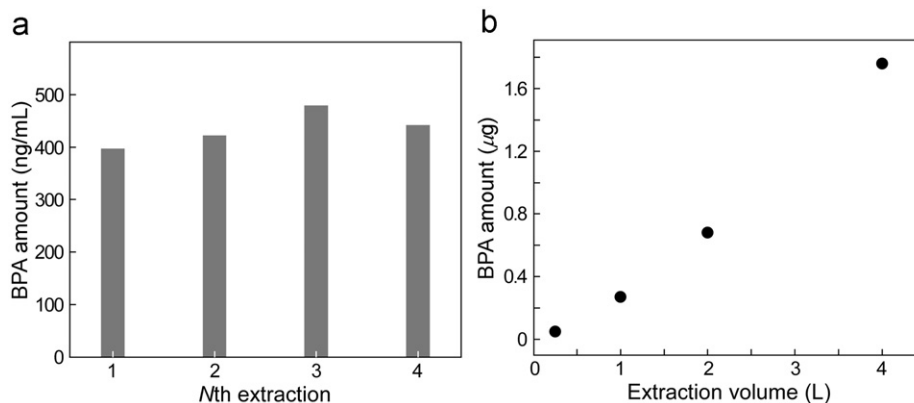 a
BPA amount (ng/mL)
500
400
300
200
100
0
1 2 3 4
Nth extraction
b
BPA amount (μg)
1.6
1.2
0.8
0.4
0
0 1 2 3 4
Extraction volume (L)